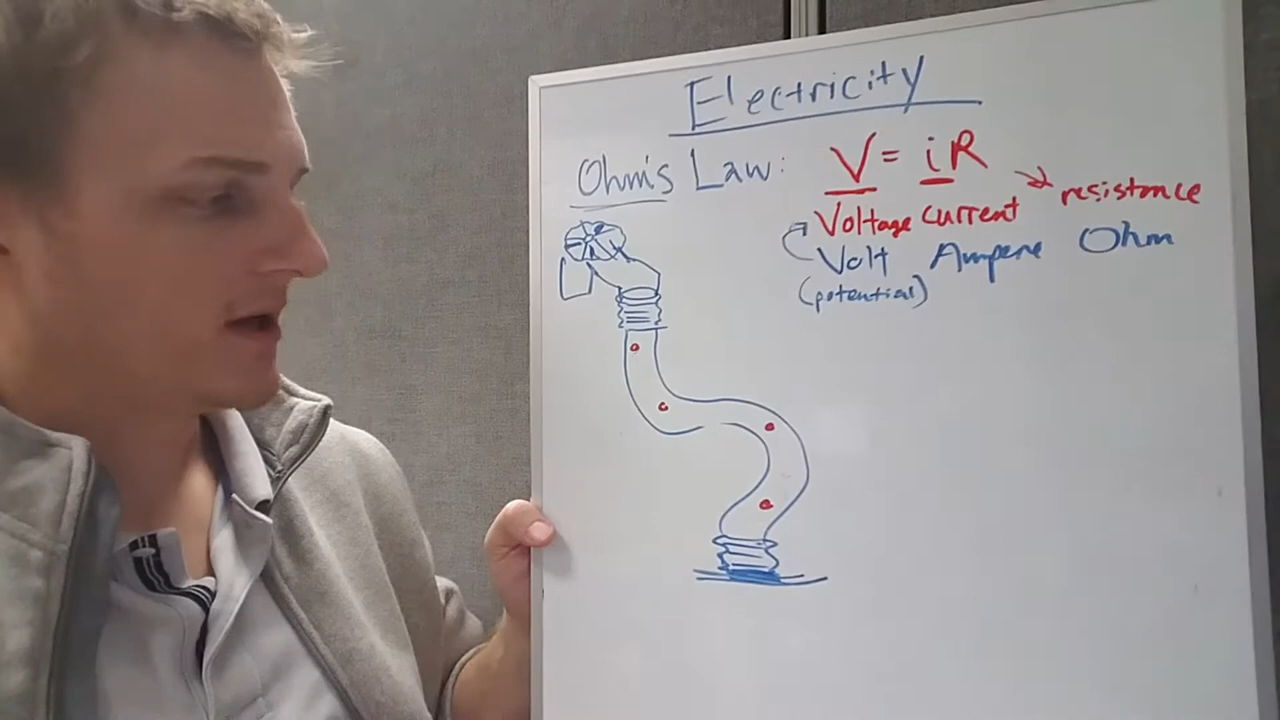 Electricity
Ohm's Law: V = iR
Voltage current → resistance
Volt Ampere Ohm
(potential)